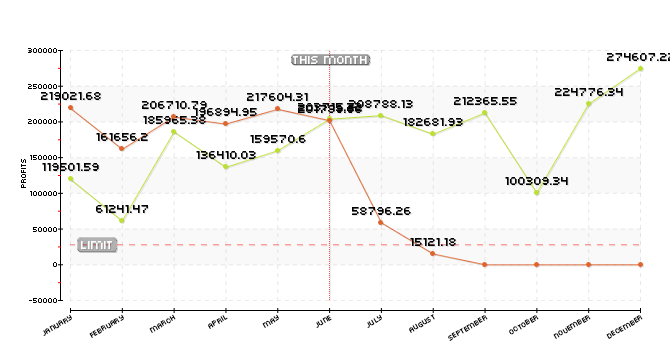 300000
250000
200000
150000
100000
50000
0
-50000
PROFITS
THIS MONTH
LIMIT
219021.68
161656.2
206710.79
196894.95
217604.31
58796.26
15121.18
119501.59
61241.47
185965.38
136410.03
159570.6
208788.13
182681.93
212365.55
100309.34
224776.34
JANUARY
FEBRUARY
MARCH
APRIL
MAY
JUNE
JULY
AUGUST
SEPTEMBER
OCTOBER
NOVEMBER
DECEMBER